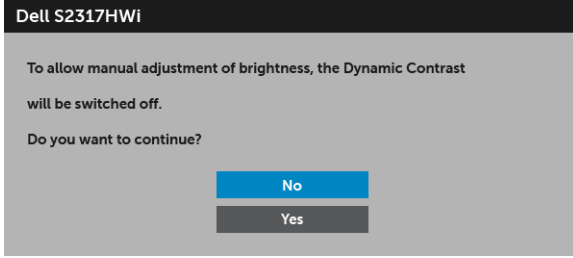 Dell S2317HWi
To allow manual adjustment of brightness, the Dynamic Contrast
will be switched off.
Do you want to continue?
No
Yes